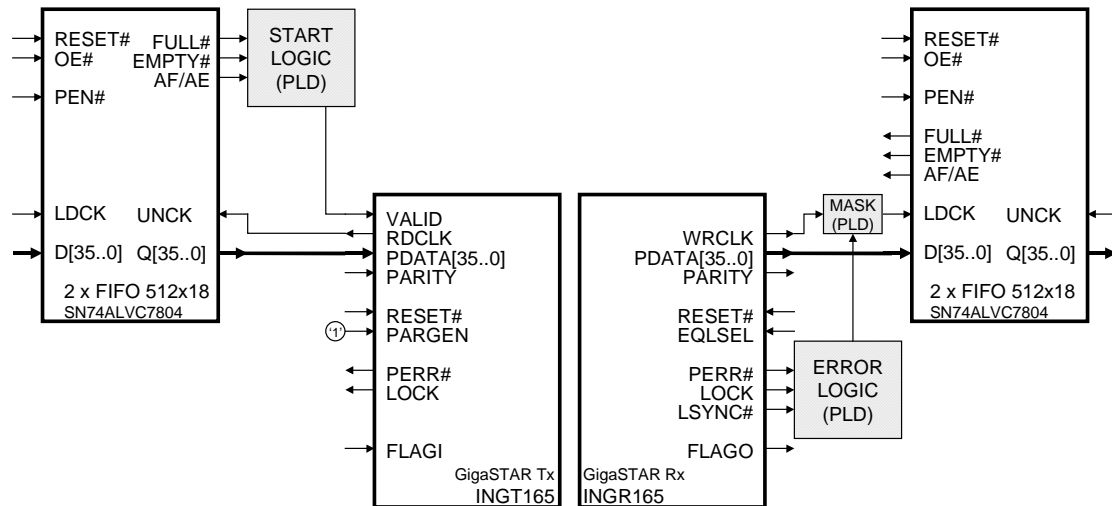 RESET#
OE#
PEN#
FULL#
EMPTY#
AF/AE
LDCK
UNCK
D[35..0]
Q[35..0]
2 x FIFO 512x18
SN74ALVC7804
START
LOGIC
(PLD)
VALID
RDCLK
PDATA[35..0]
PARITY
RESET#
PARGEN
'1'
PERR#
LOCK
FLAGI
GigaSTAR Tx
INGT165
WRCLK
PDATA[35..0]
PARITY
RESET#
EQLSEL
PERR#
LOCK
LSYNC#
FLAGO
GigaSTAR Rx
INGR165
MASK
(PLD)
ERROR
LOGIC
(PLD)
RESET#
OE#
PEN#
FULL#
EMPTY#
AF/AE
LDCK
UNCK
D[35..0]
Q[35..0]
2 x FIFO 512x18
SN74ALVC7804